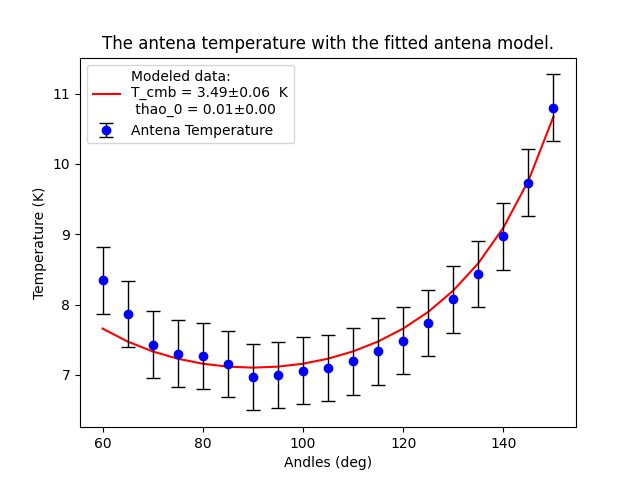 The antena temperature with the fitted antena model.
Modeled data:
T_cmb = 3.49±0.06  K
thao_0 = 0.01±0.00
Antena Temperature
Temperature (K)
11
10
9
8
7
60
80
100
120
140
Andles (deg)